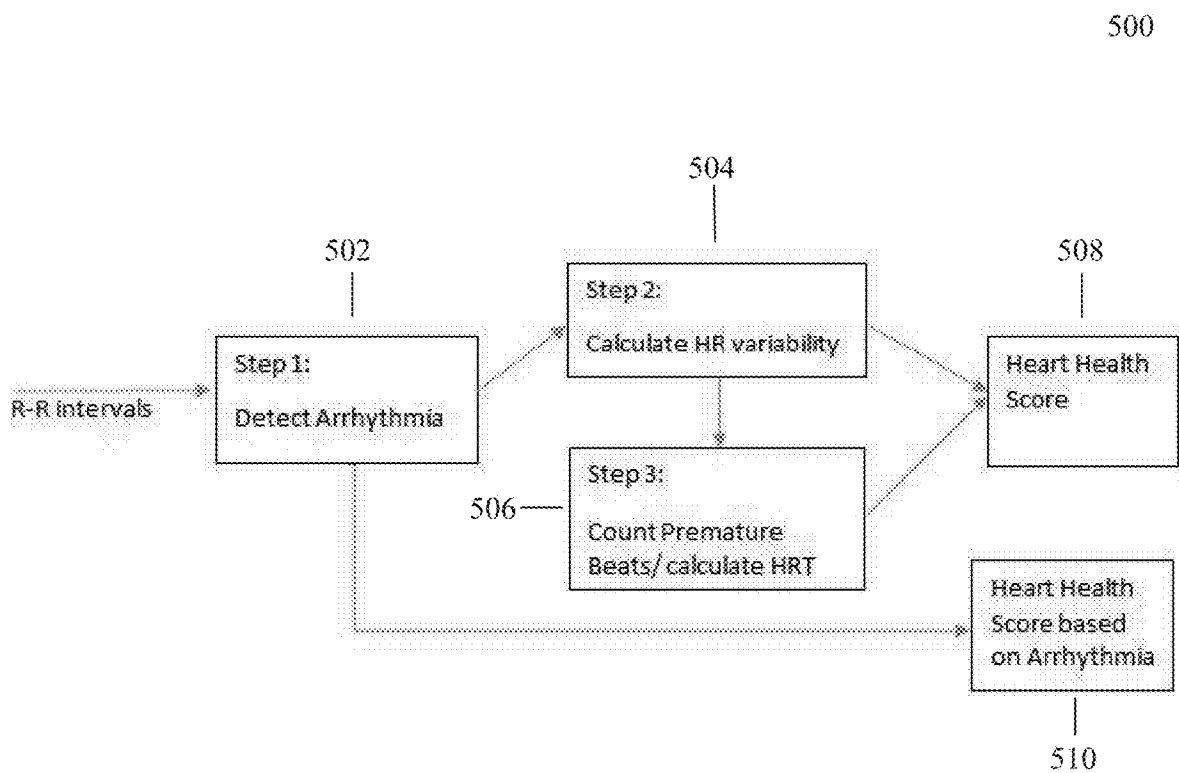 500
504
502
508
Step 2:
Calculate HR variability
Step 1:
Detect Arrhythmia
R-R intervals
Heart Health
Score
Step 3:
506
Count Premature
Beats/ calculate HRT
Heart Health
Score based
on Arrhythmia
510